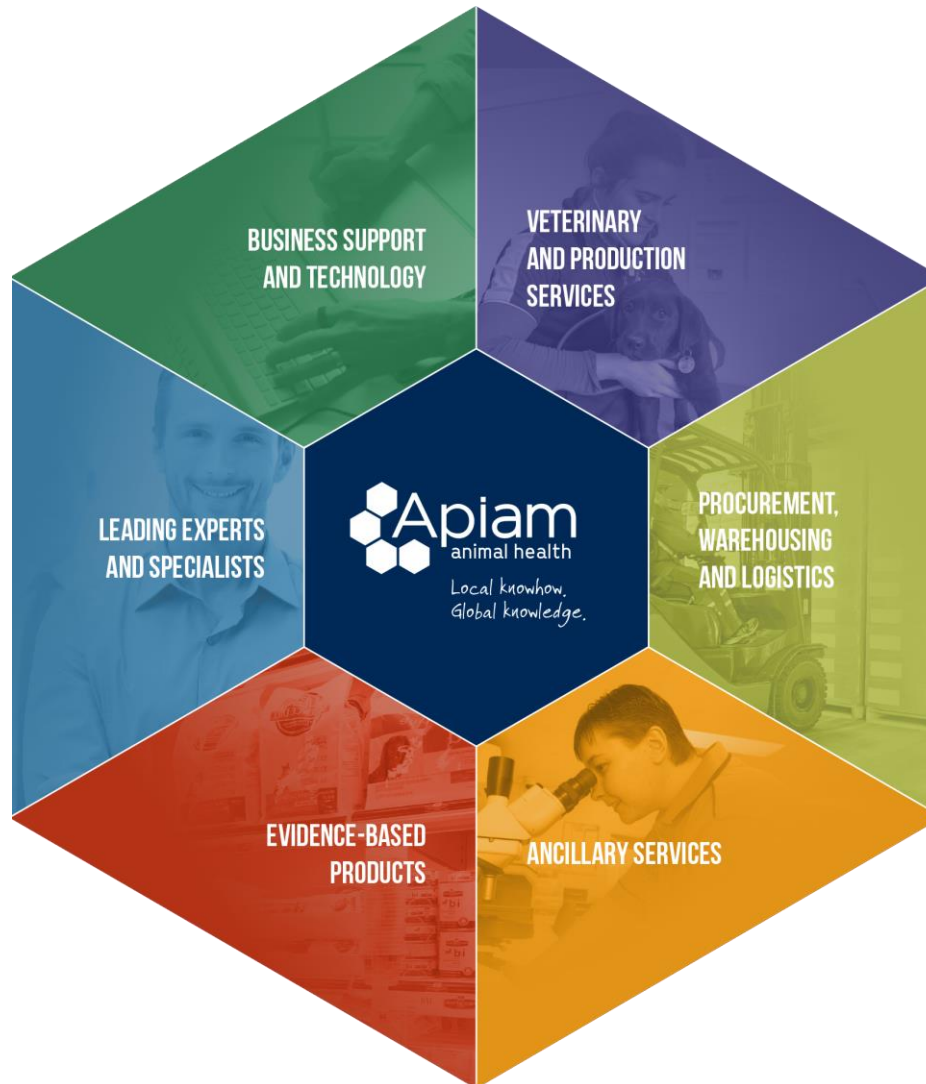 BUSINESS SUPPORT
AND TECHNOLOGY
VETERINARY
AND PRODUCTION
SERVICES
LEADING EXPERTS
AND SPECIALISTS
Apiam
animal health
Local knowhow.
Global knowledge.
PROCUREMENT,
WAREHOUSING
AND LOGISTICS
EVIDENCE-BASED
PRODUCTS
ANCILLARY SERVICES